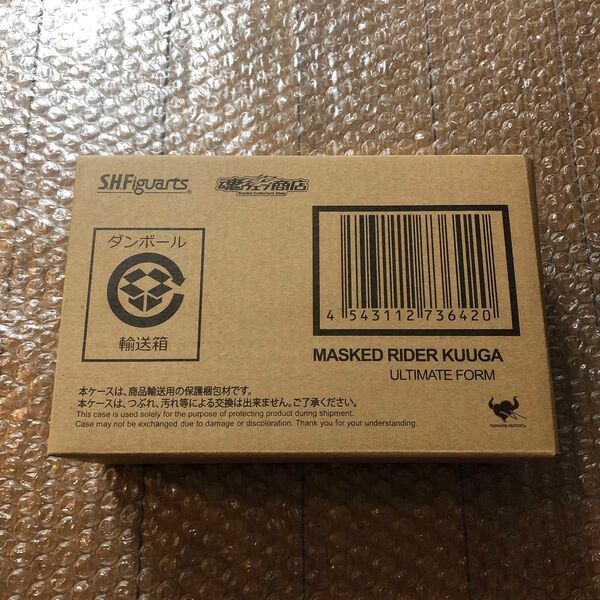 S.H.Figuarts
魂ウェブ商店
ダンボール
輸送箱
4 543112 736420
MASKED RIDER KUUGA
ULTIMATE FORM
本ケースは、商品輸送用の保護梱包材です。
本ケースは、つぶれ、汚れ等による交換は出来ません。ご了承ください。
This case is used solely for the purpose of protecting product during shipment.
Case may not be exchanged due to damage or discoloration. Thank you for your understanding.
TAMASHII NATIONS